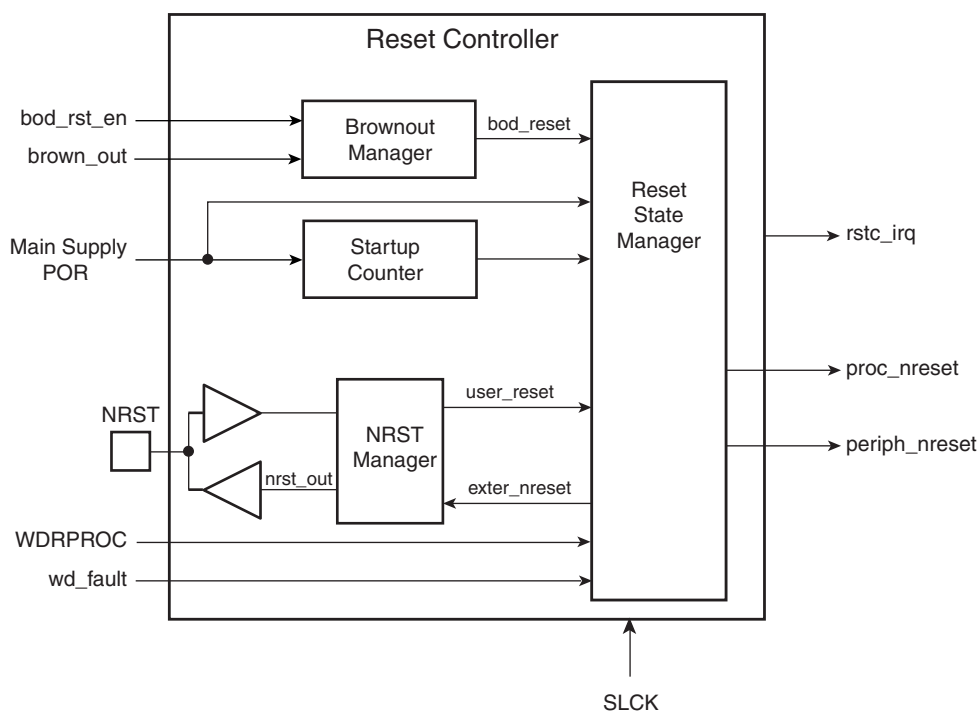 Reset Controller
bod_rst_en
brown_out
Brownout
Manager
bod_reset
Main Supply
POR
Startup
Counter
Reset
State
Manager
rstc_irq
proc_nreset
periph_nreset
NRST
NRST
Manager
user_reset
nrst_out
exter_nreset
WDRPROC
wd_fault
SLCK